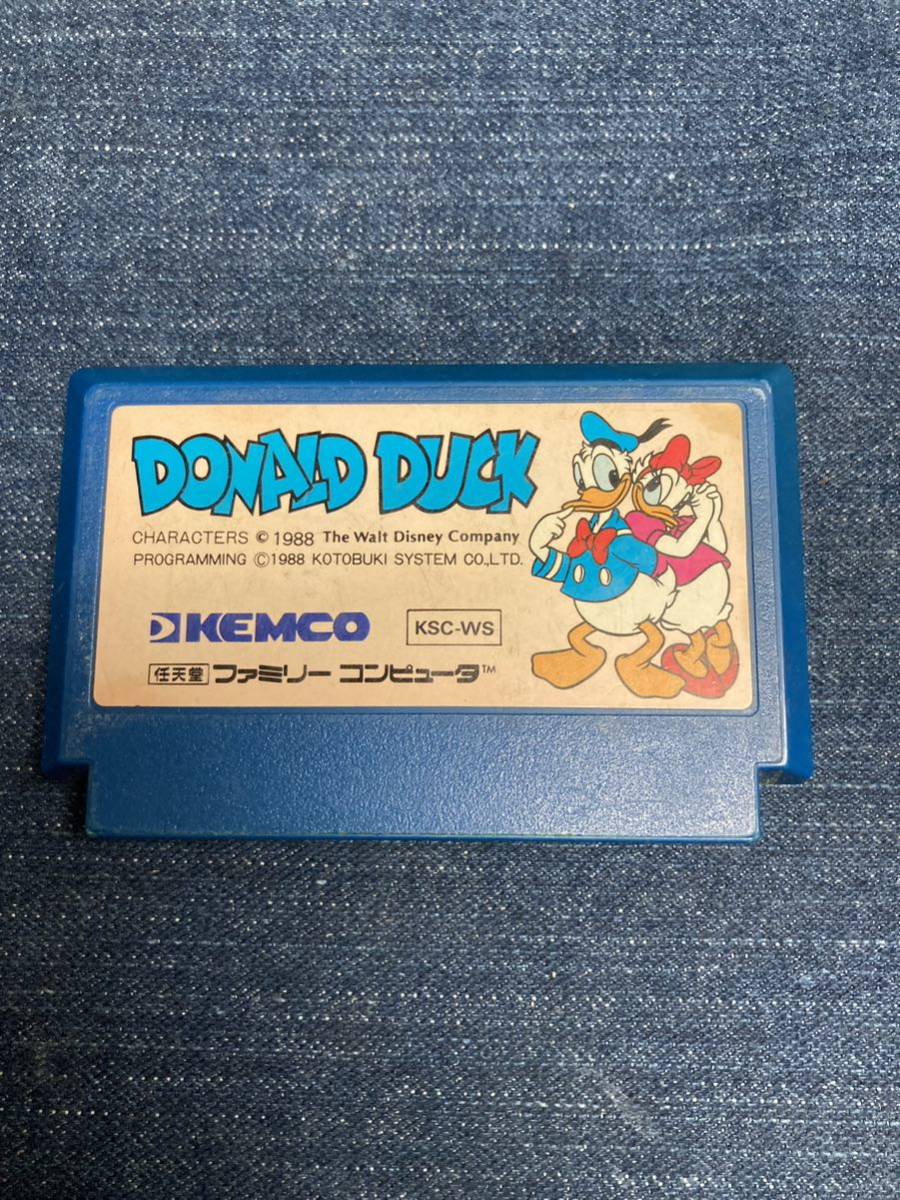 DONALD DUCK
CHARACTERS © 1988 The Walt Disney Company
PROGRAMMING ©1988 KOTOBUKI SYSTEM CO.,LTD.
KEMCO
KSC-WS
任天堂 ファミリー コンピュータ™